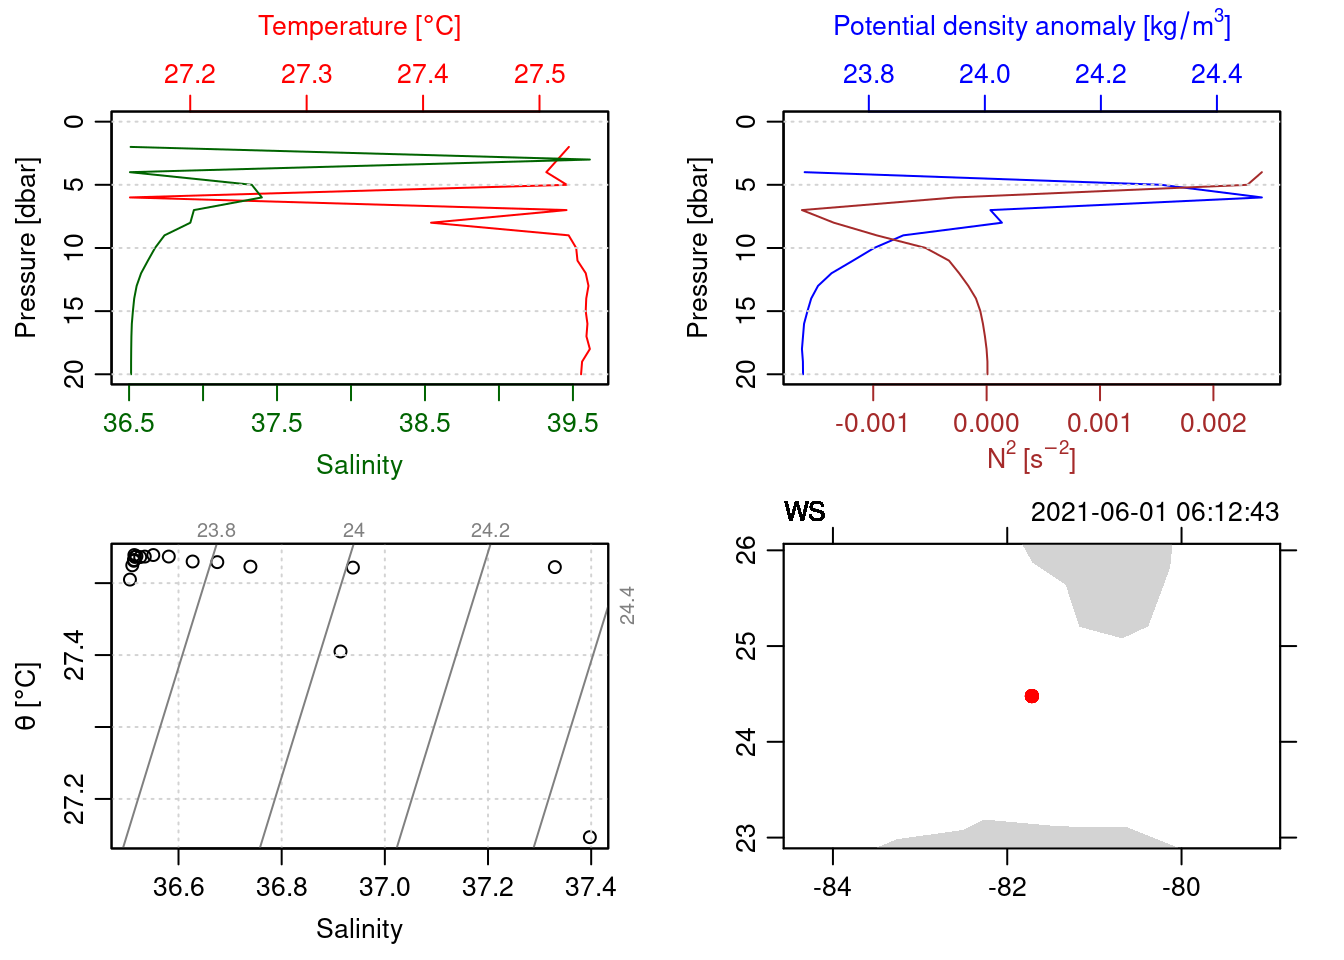 Temperature [°C]
27.2 27.3 27.4 27.5
0
5
10
15
20
Pressure [dbar]
36.5 37.5 38.5 39.5
Salinity
Potential density anomaly [kg/m³]
23.8 24.0 24.2 24.4
0
5
10
15
20
Pressure [dbar]
-0.001 0.000 0.001 0.002
N² [s⁻²]
23.8 24 24.2
24.4
27.4
27.2
θ [°C]
36.6 36.8 37.0 37.2 37.4
Salinity
WS 2021-06-01 06:12:43
26
25
24
23
-84 -82 -80